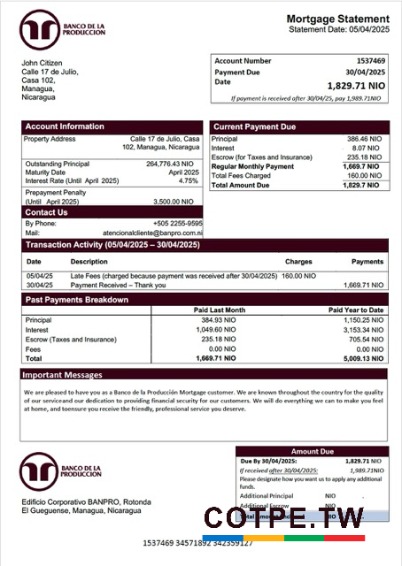 BANCO DE LA
PRODUCCION
Mortgage Statement
Statement Date: 05/04/2025
John Citizen
Calle 17 de Julio,
Casa 102,
Managua,
Nicaragua
Account Number 1537469
Payment Due 30/04/2025
Date 1,829.71 NIO
If payment is received after 30/04/25, pay 1,989.71NIO
Account Information
Property Address Calle 17 de Julio, Casa
102, Managua, Nicaragua
Outstanding Principal 264,776.43 NIO
Maturity Date April 2025
Interest Rate (Until April 2025) 4.75%
Prepayment Penalty
(Until April 2025) 3,500.00 NIO
Contact Us
By Phone: +505 2255-9595
Mail: atencionalcliente@banpro.com.ni
Current Payment Due
Principal 386.46 NIO
Interest 8.07 NIO
Escrow (for Taxes and Insurance) 235.18 NIO
Regular Monthly Payment 1,669.7 NIO
Total Fees Charged 160.00 NIO
Total Amount Due 1,829.7 NIO
Transaction Activity (05/04/2025 – 30/04/2025)
Date Description Charges Payments
05/04/25 Late Fees (charged because payment was received after 30/04/2025) 160.00 NIO
30/04/25 Payment Received – Thank you 1,669.71 NIO
Past Payments Breakdown
Paid Last Month Paid Year to Date
Principal 384.93 NIO 1,150.25 NIO
Interest 1,049.60 NIO 3,153.34 NIO
Escrow (Taxes and Insurance) 235.18 NIO 705.54 NIO
Fees 0.00 NIO 0.00 NIO
Total 1,669.71 NIO 5,009.13 NIO
Important Messages
We are pleased to have you as a Banco de la Producción Mortgage customer. We are known throughout the country for the quality
of our serviceand our dedication to providing financial security for our customers. We will do everything we can to make you feel
at home, and toensure you receive the friendly, professional service you deserve.
BANCO DE LA
PRODUCCION
Edificio Corporativo BANPRO, Rotonda
El Gueguense, Managua, Nicaragua
Amount Due
Due By 30/04/2025: 1,829.71 NIO
If received after 30/04/2025: 1,989.71NIO
Please designate how you want us to apply any additional
funds.
Additional Principal NIO
Additional Escrow NIO
NIO
COTPE.TW
1537469 34571892 342359127